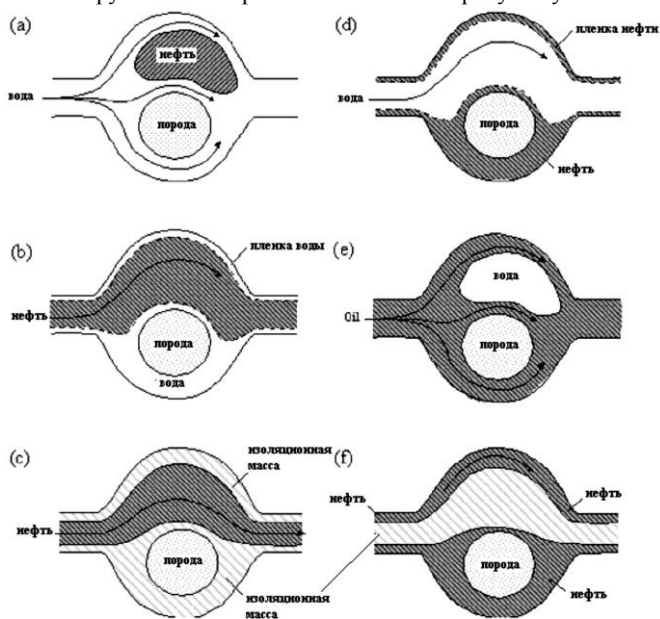 (a)
нефть
вода
порода
(d)
пленка нефти
вода
порода
нефть
(b)
пленка воды
нефть
порода
вода
(e)
вода
Oil
порода
(c)
изоляционная
масса
нефть
порода
изоляционная
масса
(f)
нефть
нефть
порода
нефть